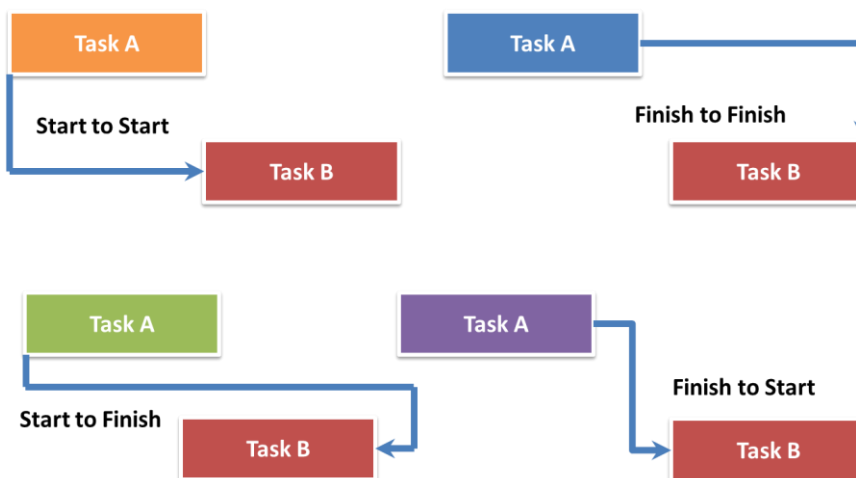 Task A
Task A
Start to Start
Finish to Finish
Task B
Task B
Task A
Task A
Start to Finish
Finish to Start
Task B
Task B